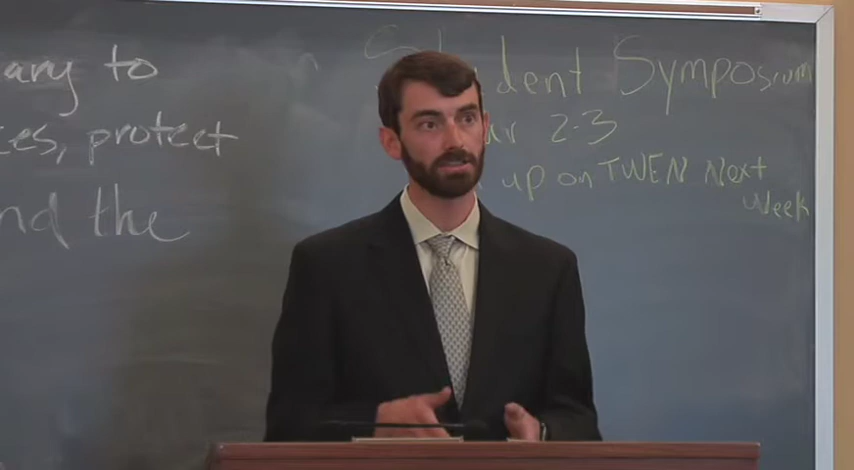 ary to
es, protect
nd the
Student Symposium
2-3
up on TWEN Next
Week